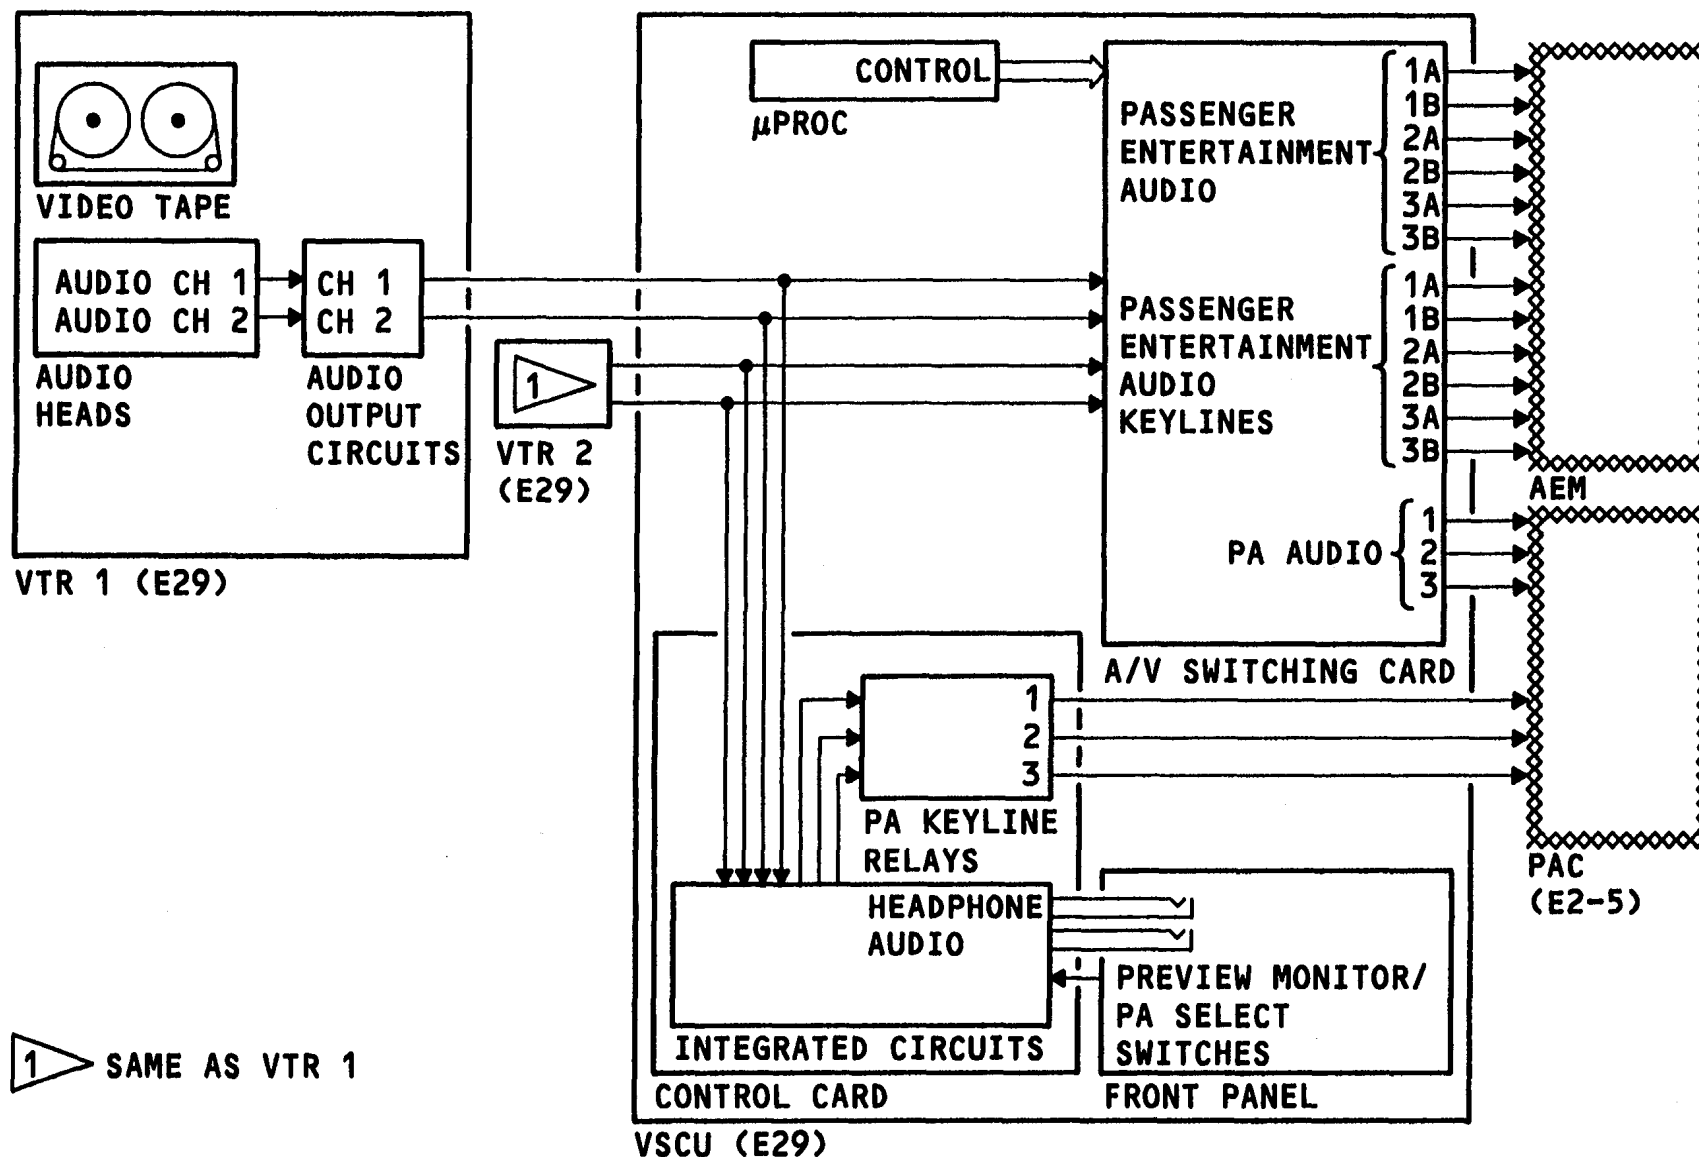 VIDEO TAPE
AUDIO CH 1
AUDIO CH 2
AUDIO
HEADS
CH 1
CH 2
AUDIO
OUTPUT
CIRCUITS
VTR 1 (E29)
1
VTR 2
(E29)
CONTROL
μPROC
PASSENGER
ENTERTAINMENT
AUDIO
1A
1B
2A
2B
3A
3B
PASSENGER
ENTERTAINMENT
AUDIO
KEYLINES
1A
1B
2A
2B
3A
3B
PA AUDIO
1
2
3
A/V SWITCHING CARD
AEM
1
2
3
PA KEYLINE
RELAYS
PAC
(E2-5)
HEADPHONE
AUDIO
INTEGRATED CIRCUITS
CONTROL CARD
PREVIEW MONITOR/
PA SELECT
SWITCHES
FRONT PANEL
VSCU (E29)
1 SAME AS VTR 1